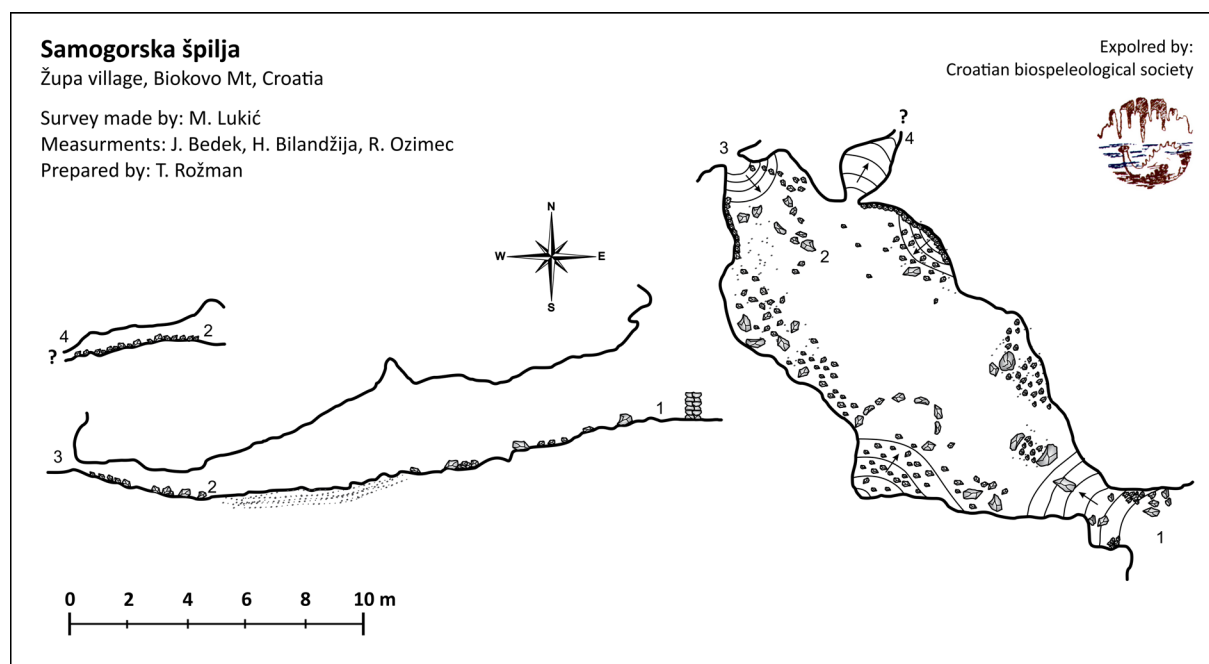 Samogorska špilja
Župa village, Biokovo Mt, Croatia
Survey made by: M. Lukić
Measurments: J. Bedek, H. Bilandžija, R. Ozimec
Prepared by: T. Rožman
Expolred by:
Croatian biospeleological society
N
W E
S
4 2
?
1
3
2
0 2 4 6 8 10 m
?
3 4
2
1